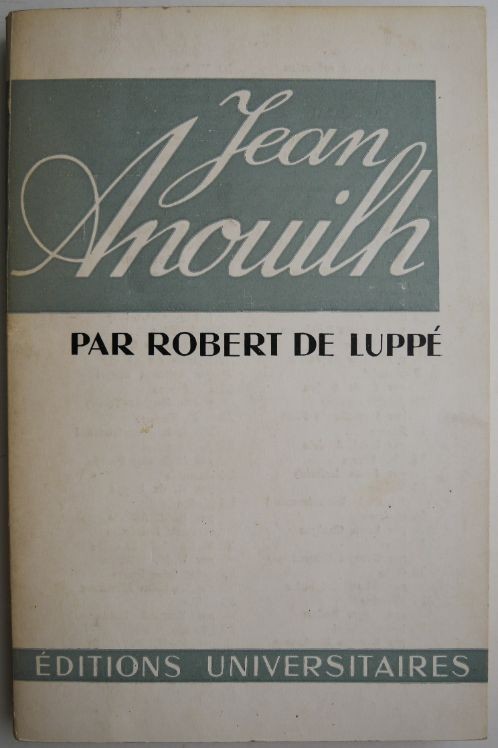 Jean
Anouilh
PAR ROBERT DE LUPPÉ
ÉDITIONS UNIVERSITAIRES